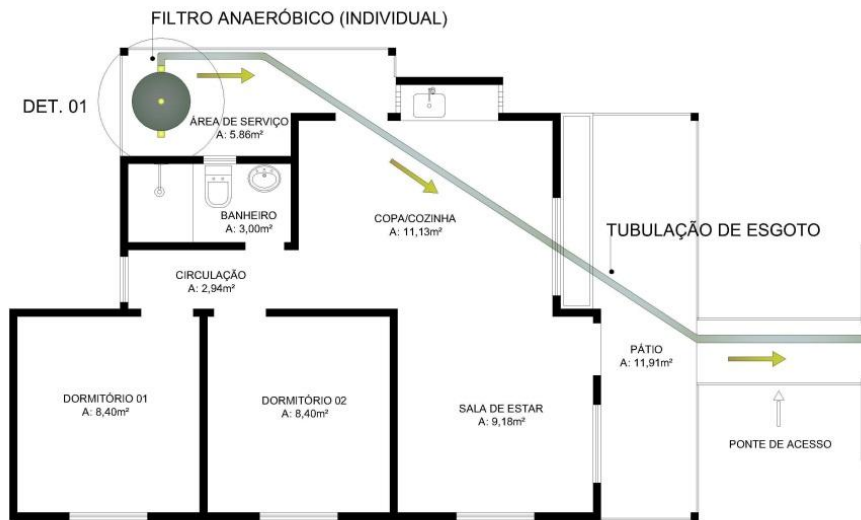 FILTRO ANAERÓBICO (INDIVIDUAL)
DET. 01
ÁREA DE SERVIÇO
A: 5.86m²
BANHEIRO
A: 3,00m²
COPA/COZINHA
A: 11,13m²
TUBULAÇÃO DE ESGOTO
CIRCULAÇÃO
A: 2,94m²
PÁTIO
A: 11,91m²
DORMITÓRIO 01
A: 8,40m²
DORMITÓRIO 02
A: 8,40m²
SALA DE ESTAR
A: 9,18m²
PONTE DE ACESSO